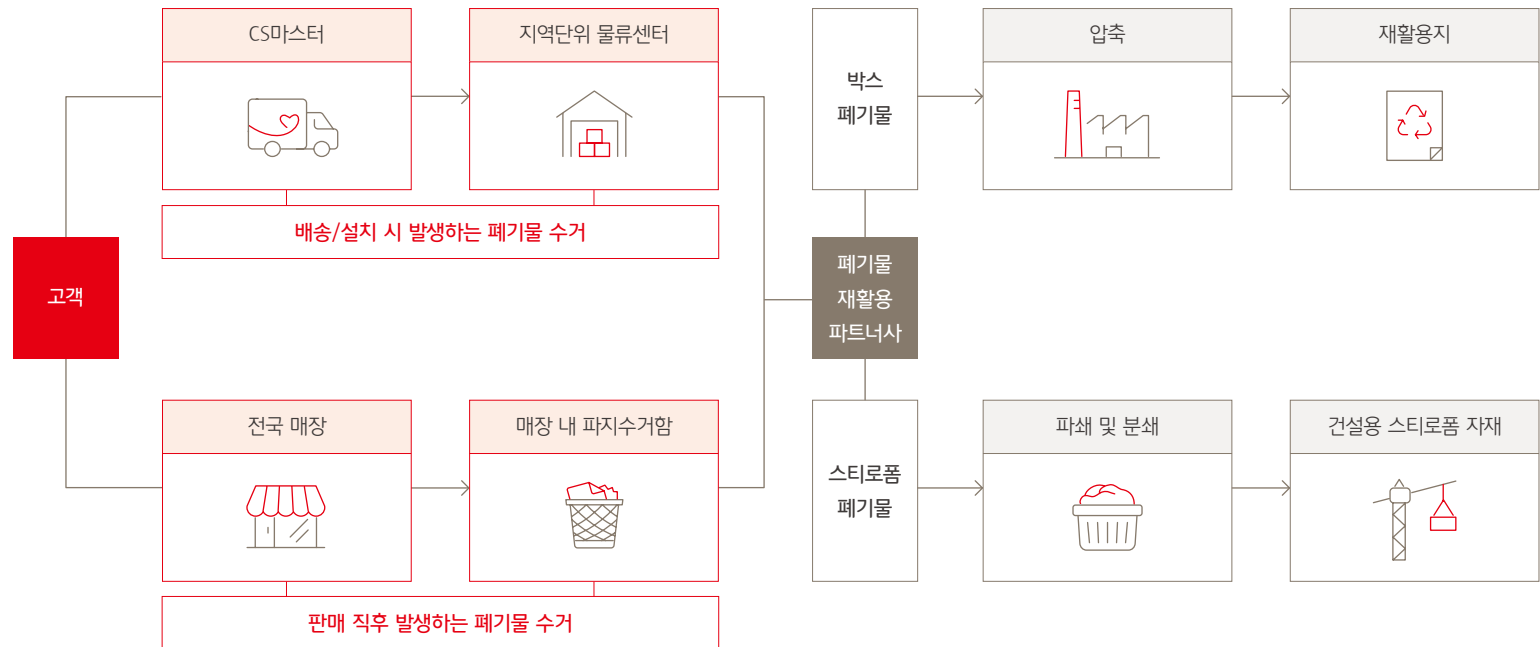 CS마스터
지역단위 물류센터
배송/설치 시 발생하는 폐기물 수거
고객
전국 매장
매장 내 파지수거함
판매 직후 발생하는 폐기물 수거
박스
폐기물
압축
재활용지
폐기물
재활용
파트너사
스티로폼
폐기물
파쇄 및 분쇄
건설용 스티로폼 자재